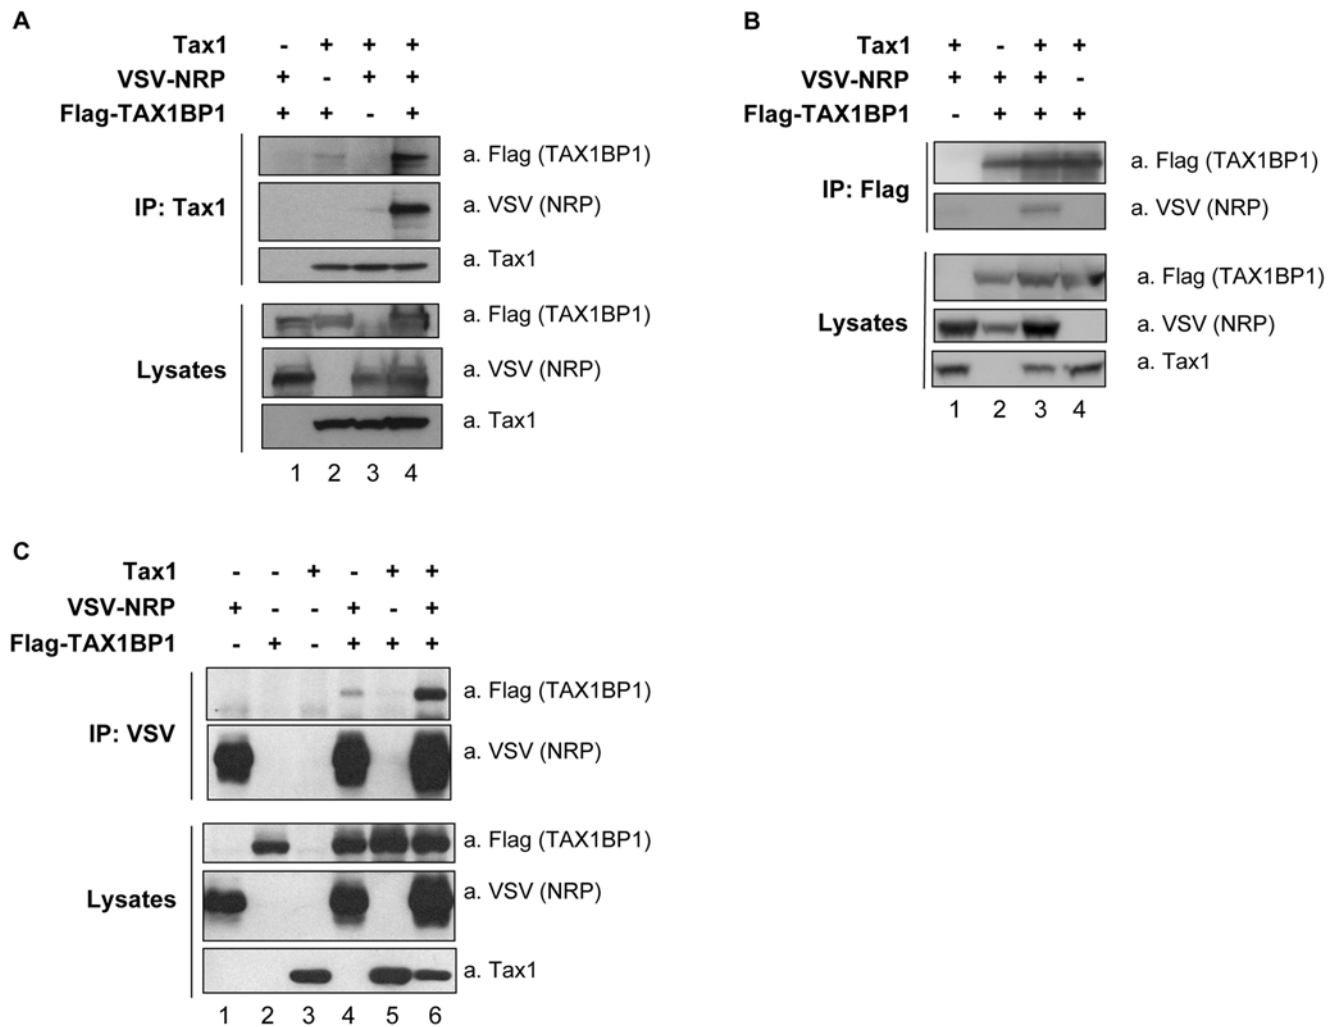 A
Tax1 - + + +
VSV-NRP + - + +
Flag-TAX1BP1 + + - +
IP: Tax1
a. Flag (TAX1BP1)
a. VSV (NRP)
a. Tax1
Lysates
a. Flag (TAX1BP1)
a. VSV (NRP)
a. Tax1
1 2 3 4
B
Tax1 + - + +
VSV-NRP + + + -
Flag-TAX1BP1 - + + +
IP: Flag
a. Flag (TAX1BP1)
a. VSV (NRP)
Lysates
a. Flag (TAX1BP1)
a. VSV (NRP)
a. Tax1
1 2 3 4
C
Tax1 - - + - + +
VSV-NRP + - - + - +
Flag-TAX1BP1 - + - + + +
IP: VSV
a. Flag (TAX1BP1)
a. VSV (NRP)
Lysates
a. Flag (TAX1BP1)
a. VSV (NRP)
a. Tax1
1 2 3 4 5 6